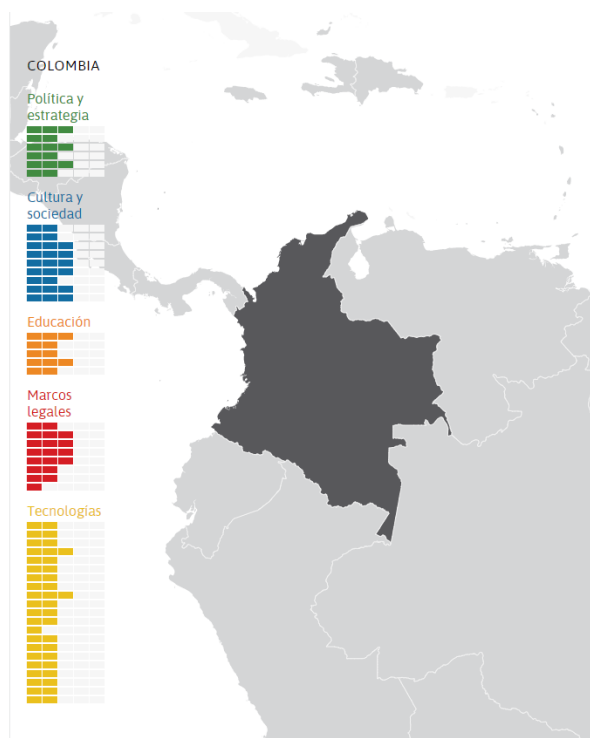 COLOMBIA
Política y
estrategia
Cultura y
sociedad
Educación
Marcos
legales
Tecnologías